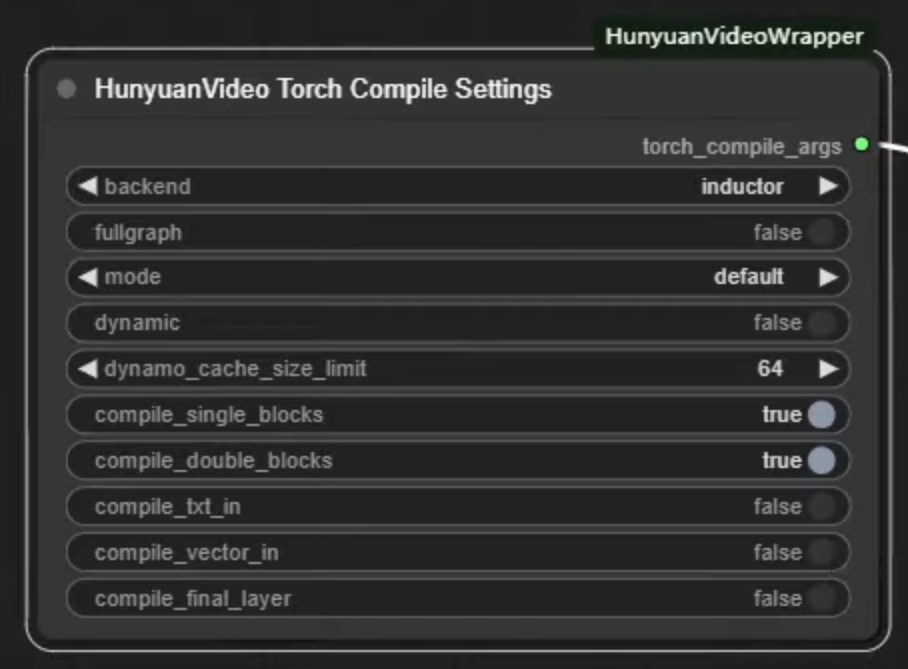 HunyuanVideoWrapper
HunyuanVideo Torch Compile Settings
torch_compile_args
backend inductor
fullgraph false
mode default
dynamic false
dynamo_cache_size_limit 64
compile_single_blocks true
compile_double_blocks true
compile_txt_in false
compile_vector_in false
compile_final_layer false